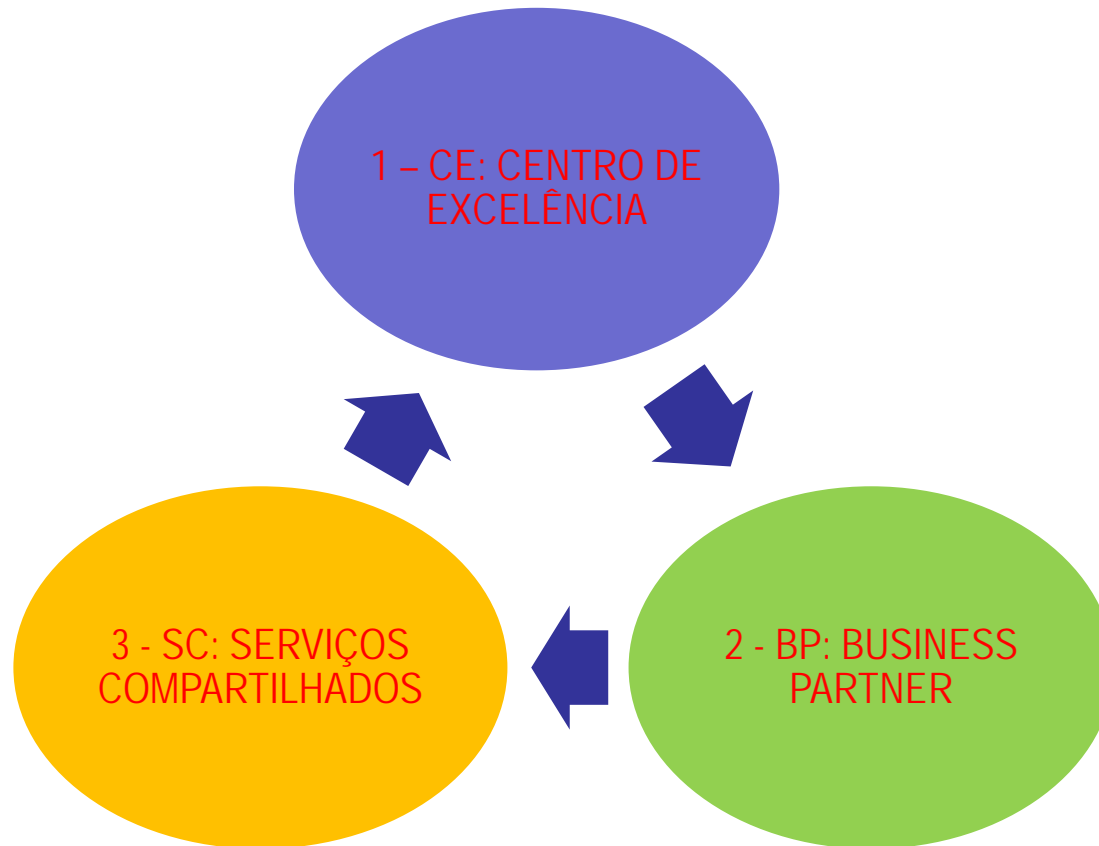 1 – CE: CENTRO DE
EXCELÊNCIA
2 - BP: BUSINESS
PARTNER
3 - SC: SERVIÇOS
COMPARTILHADOS